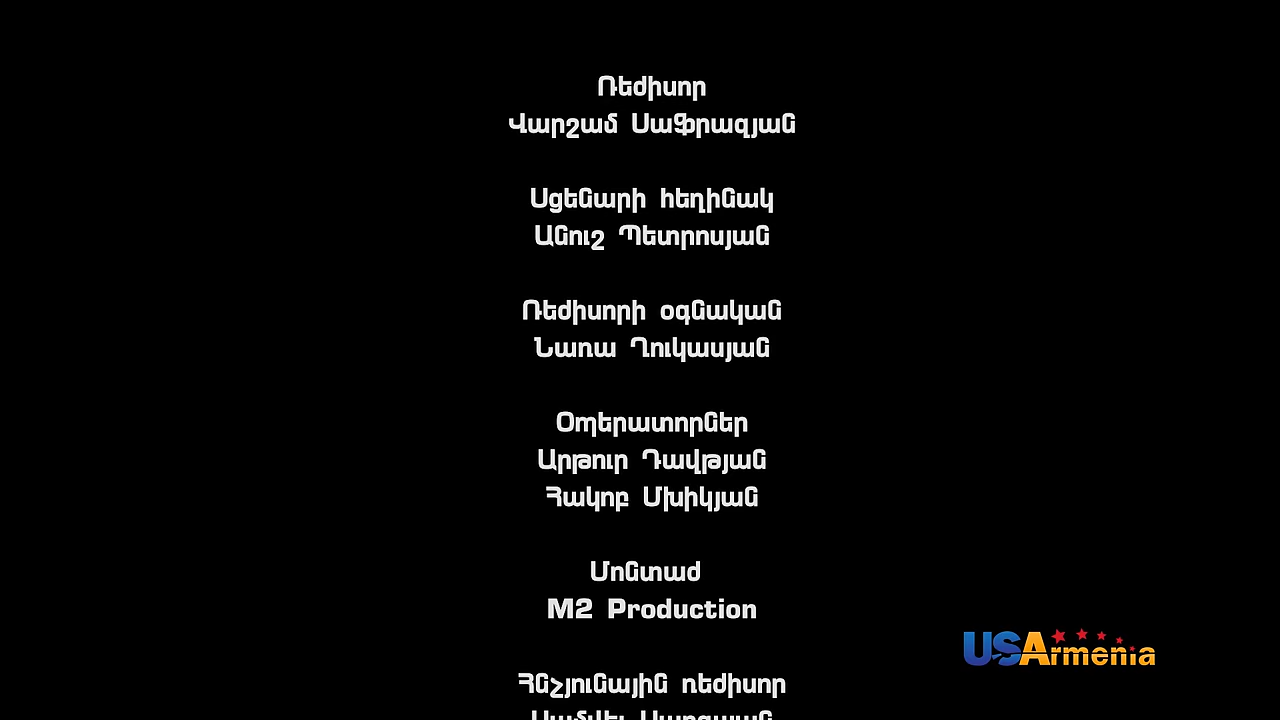 Ռեժիսոր
Վարշամ Սաֆրազյան
Սցենարի հեղինակ
Անուշ Պետրոսյան
Ռեժիսորի օգնական
Նառա Ղուկասյան
Օպերատորներ
Արթուր Դավթյան
Հակոբ Մխիկյան
Մոնտաժ
M2 Production
USArmenia
Հնչյունային ռեժիսոր